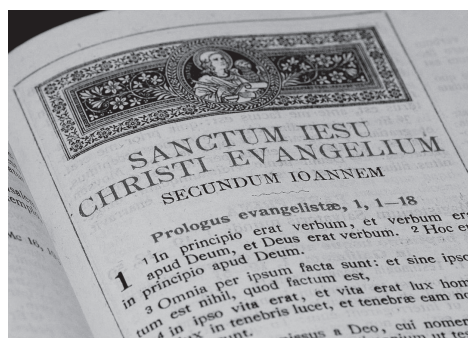 SANCTUM IESU
CHRISTI EVANGELIUM
SECUNDUM IOANNEM
Prologus evangelistæ, 1, 1—18
1 ¹ In principio erat verbum, et verbum
apud Deum, et Deus erat verbum. ² Hoc
in principio apud Deum.
³ Omnia per ipsum facta sunt: et sine
tum est nihil, quod factum est,
⁴ in ipso vita erat, et vita erat lux
lux in tenebris lucet, et tenebræ eam
a Deo, cui